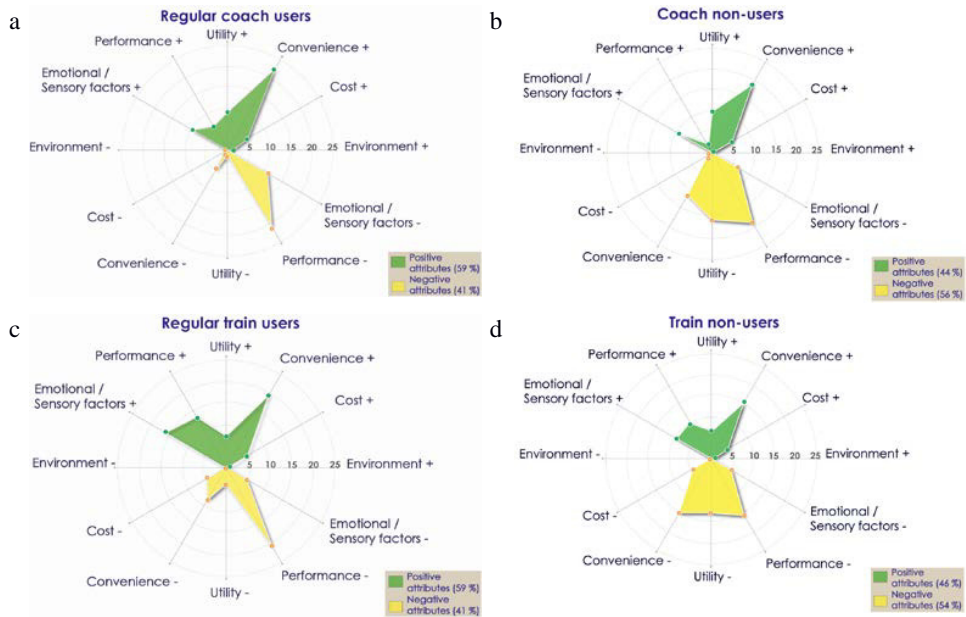 a
Regular coach users
Utility +
Performance +
Convenience +
Emotional /
Sensory factors +
Cost +
Environment -
5 10 15 20 25
Environment +
Cost -
Emotional /
Sensory factors -
Convenience -
Performance -
Utility -
Positive
attributes (59 %)
Negative
attributes (41 %)
b
Coach non-users
Utility +
Performance +
Convenience +
Emotional /
Sensory factors +
Cost +
Environment -
5 10 15 20 25
Environment +
Cost -
Emotional /
Sensory factors -
Convenience -
Performance -
Utility -
Positive
attributes (44 %)
Negative
attributes (56 %)
c
Regular train users
Utility +
Performance +
Convenience +
Emotional /
Sensory factors +
Cost +
Environment -
5 10 15 20 25
Environment +
Cost -
Emotional /
Sensory factors -
Convenience -
Performance -
Utility -
Positive
attributes (59 %)
Negative
attributes (41 %)
d
Train non-users
Utility +
Performance +
Convenience +
Emotional /
Sensory factors +
Cost +
Environment -
5 10 15 20 25
Environment +
Cost -
Emotional /
Sensory factors -
Convenience -
Performance -
Utility -
Positive
attributes (46 %)
Negative
attributes (54 %)